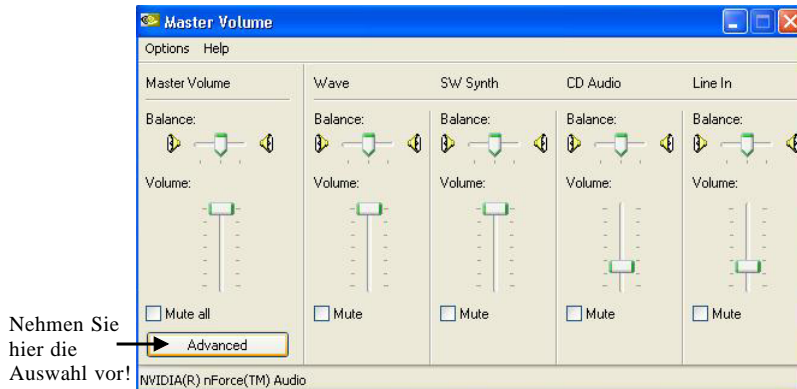 Master Volume
Options Help
Master Volume Wave SW Synth CD Audio Line In
Balance: Balance: Balance: Balance: Balance:
Volume: Volume: Volume: Volume: Volume:
Mute all Mute Mute Mute Mute
Nehmen Sie
hier die
Auswahl vor!
Advanced
NVIDIA(R) nForce(TM) Audio